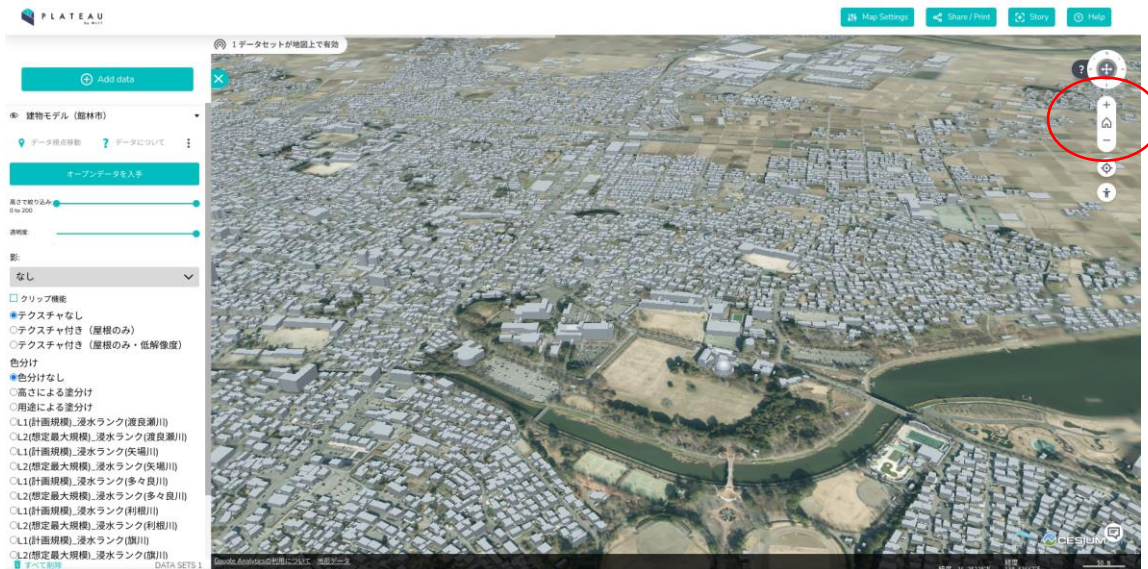 PLATEAU
by MLIT
Map Settings
Share / Print
Story
Help
1 データセットが地図上で有効
Add data
建物モデル（館林市）
データ視点移動
データについて
オープンデータを入手
高さで絞り込み:
0 to 200
透明度:
影:
なし
クリップ機能
テクスチャなし
テクスチャ付き（屋根のみ）
テクスチャ付き（屋根のみ・低解像度）
色分け
色分けなし
高さによる塗分け
用途による塗分け
L1(計画規模)_浸水ランク(渡良瀬川)
L2(想定最大規模)_浸水ランク(渡良瀬川)
L1(計画規模)_浸水ランク(矢場川)
L2(想定最大規模)_浸水ランク(矢場川)
L1(計画規模)_浸水ランク(多々良川)
L2(想定最大規模)_浸水ランク(多々良川)
L1(計画規模)_浸水ランク(利根川)
L2(想定最大規模)_浸水ランク(利根川)
L1(計画規模)_浸水ランク(旗川)
L2(想定最大規模)_浸水ランク(旗川)
すべて削除
DATA SETS 1
Google Analyticsの利用について
地形データ
CESIUM
経度